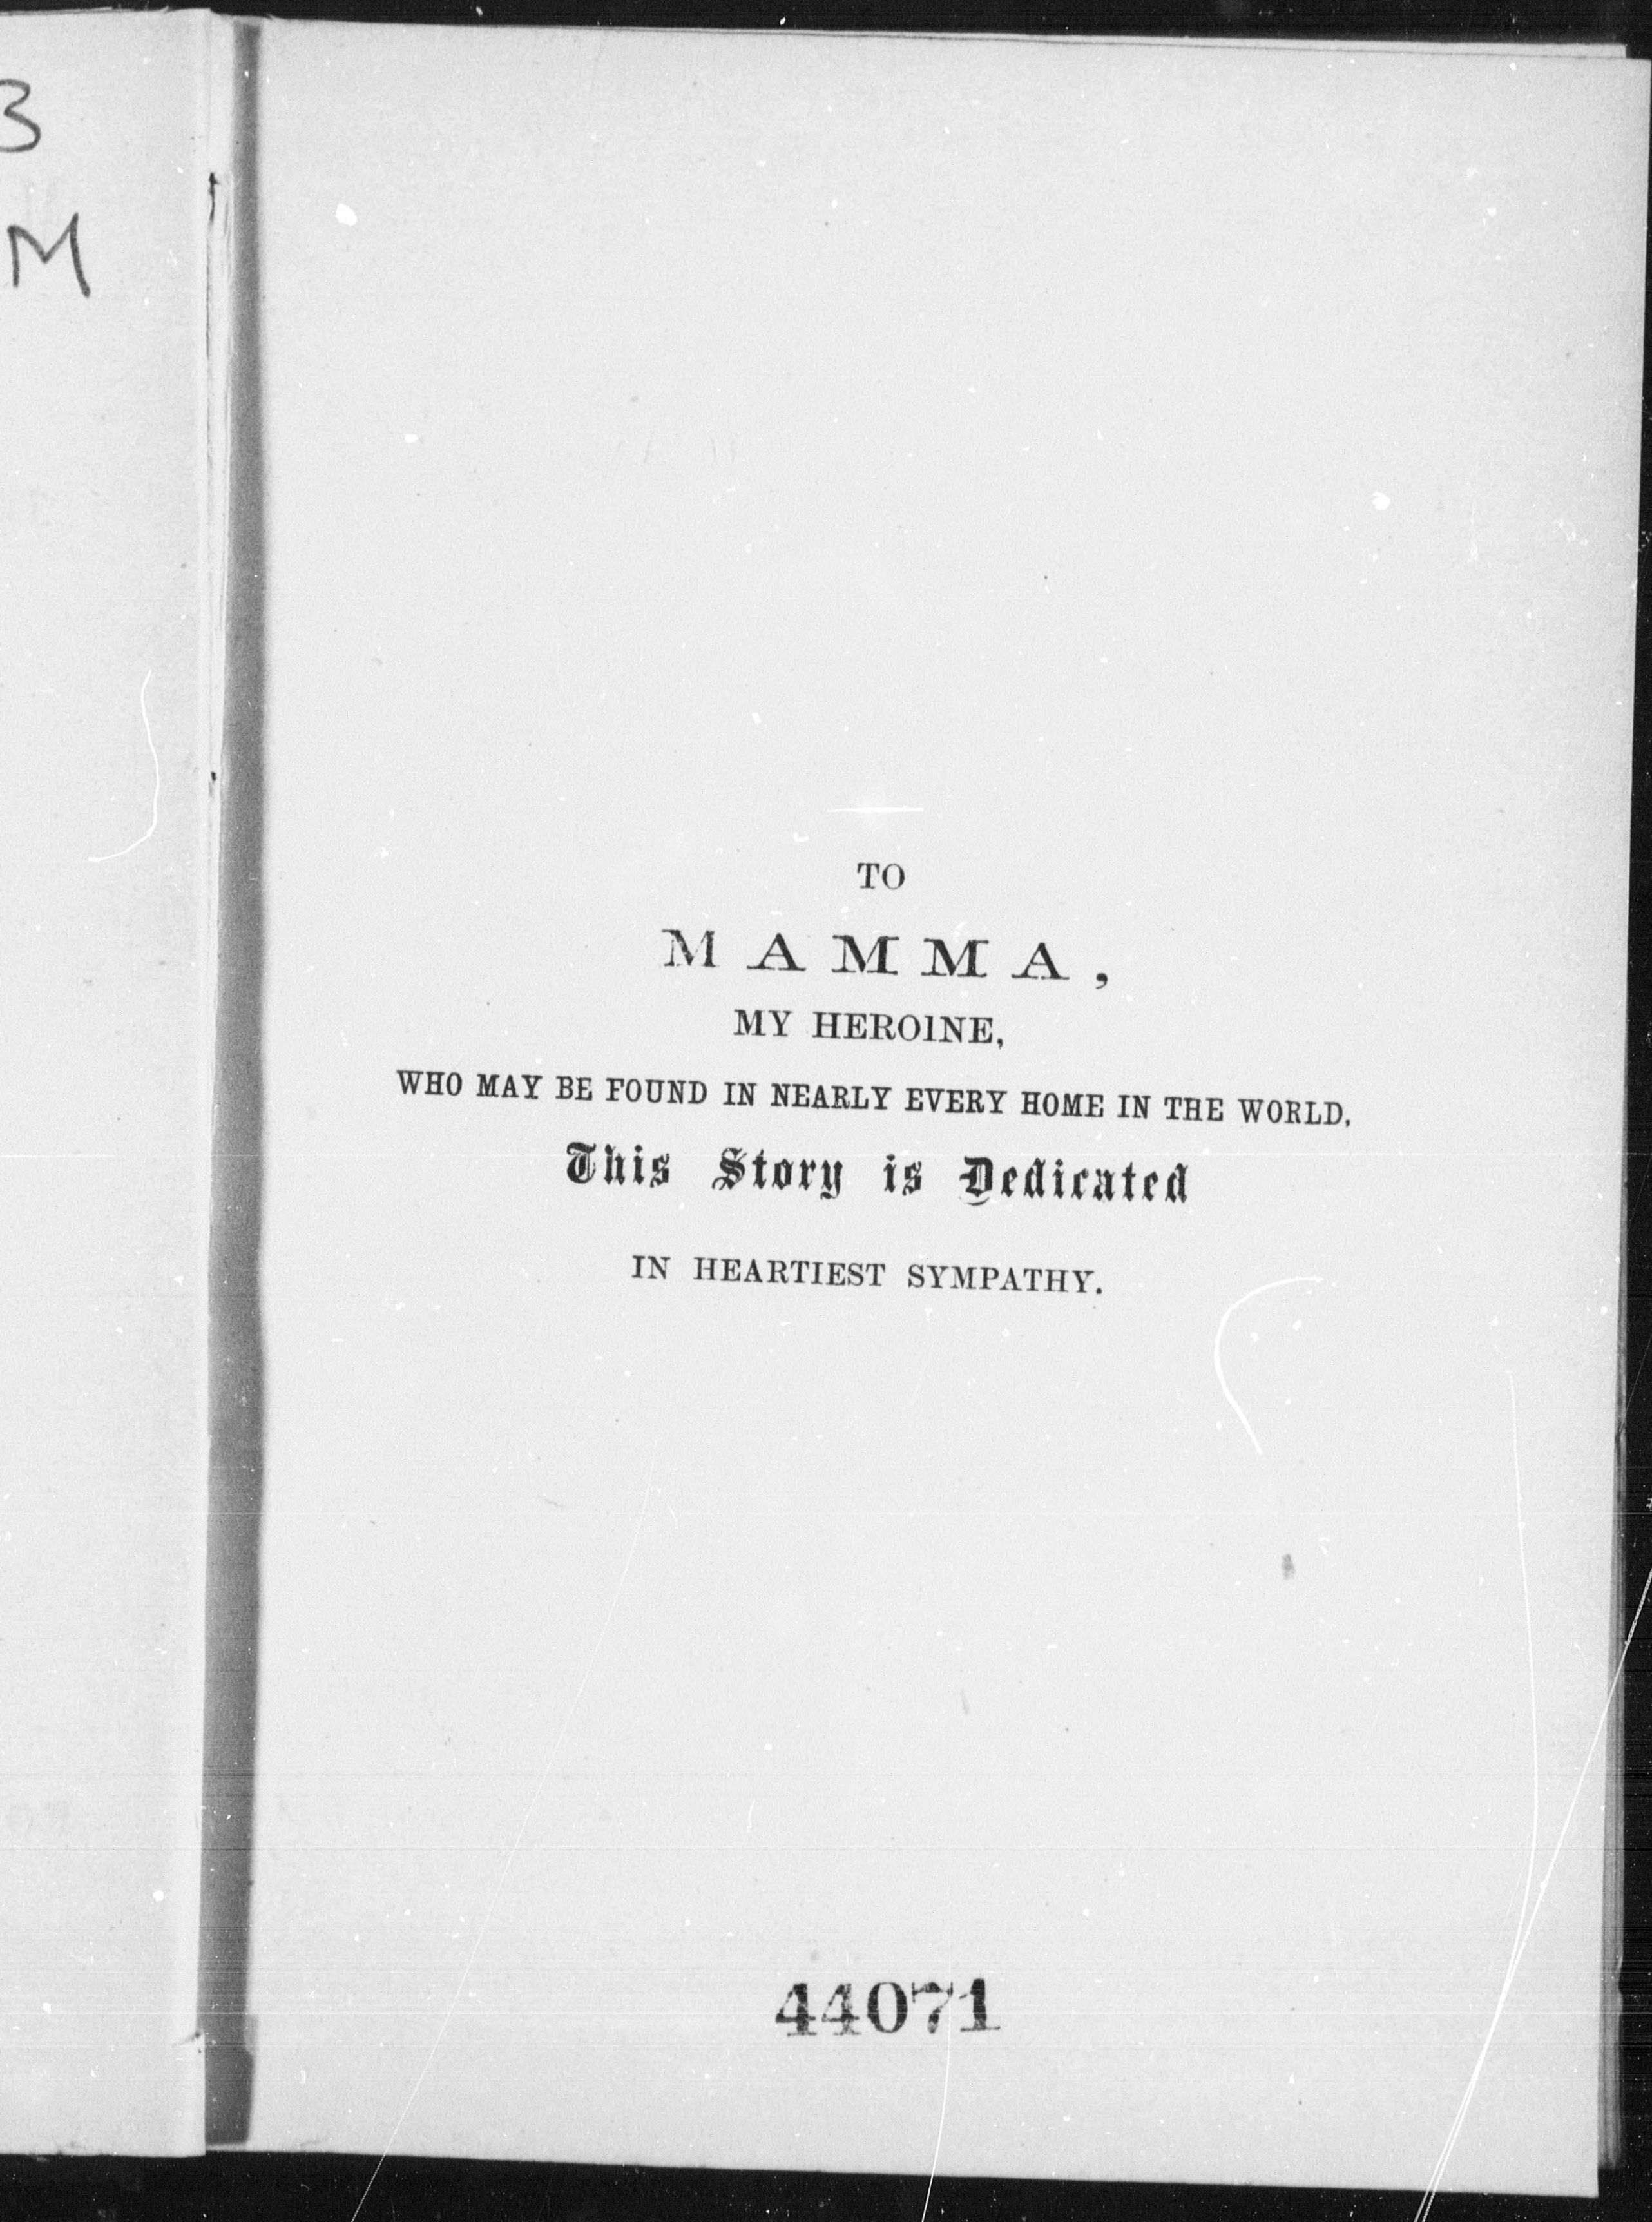 3
M
TO
MAMMA,
MY HEROINE,
WHO MAY BE FOUND IN NEARLY EVERY HOME IN THE WORLD,
This Story is Dedicated
IN HEARTIEST SYMPATHY.
44071